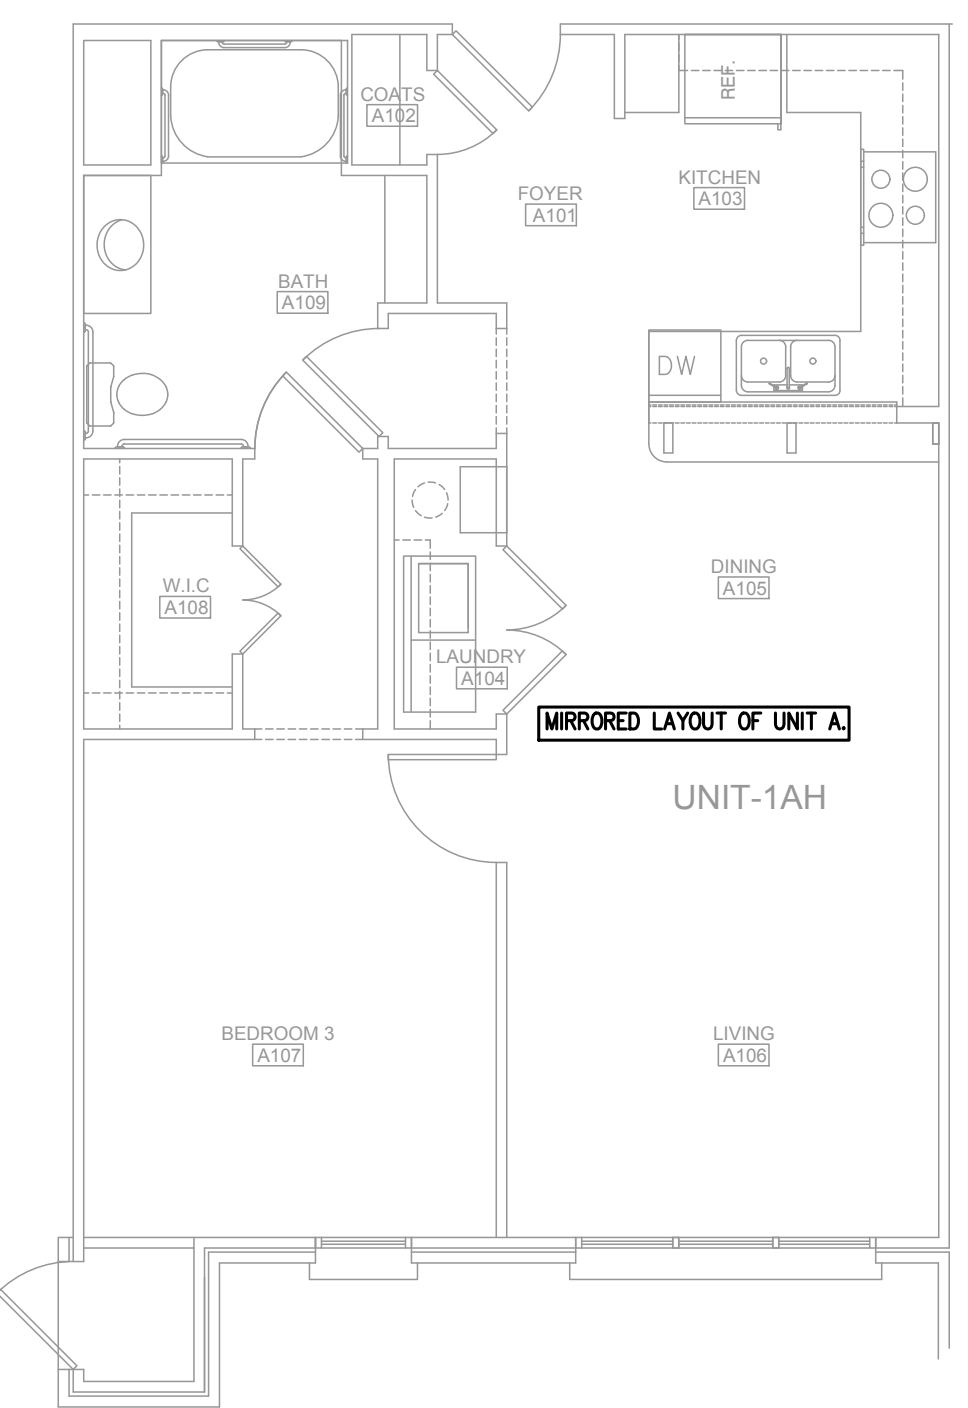 REF.
COATS
A102
KITCHEN
A103
FOYER
A101
BATH
A109
DW
DINING
A105
W.I.C
A108
LAUNDRY
A104
MIRRORED LAYOUT OF UNIT A.
UNIT-1AH
BEDROOM 3
A107
LIVING
A106